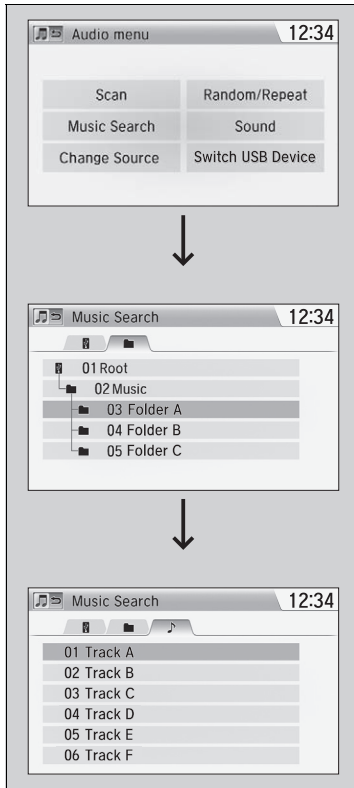 Audio menu 12:34
Scan Random/Repeat
Music Search Sound
Change Source Switch USB Device
Music Search 12:34
01 Root
02 Music
03 Folder A
04 Folder B
05 Folder C
Music Search 12:34
01 Track A
02 Track B
03 Track C
04 Track D
05 Track E
06 Track F